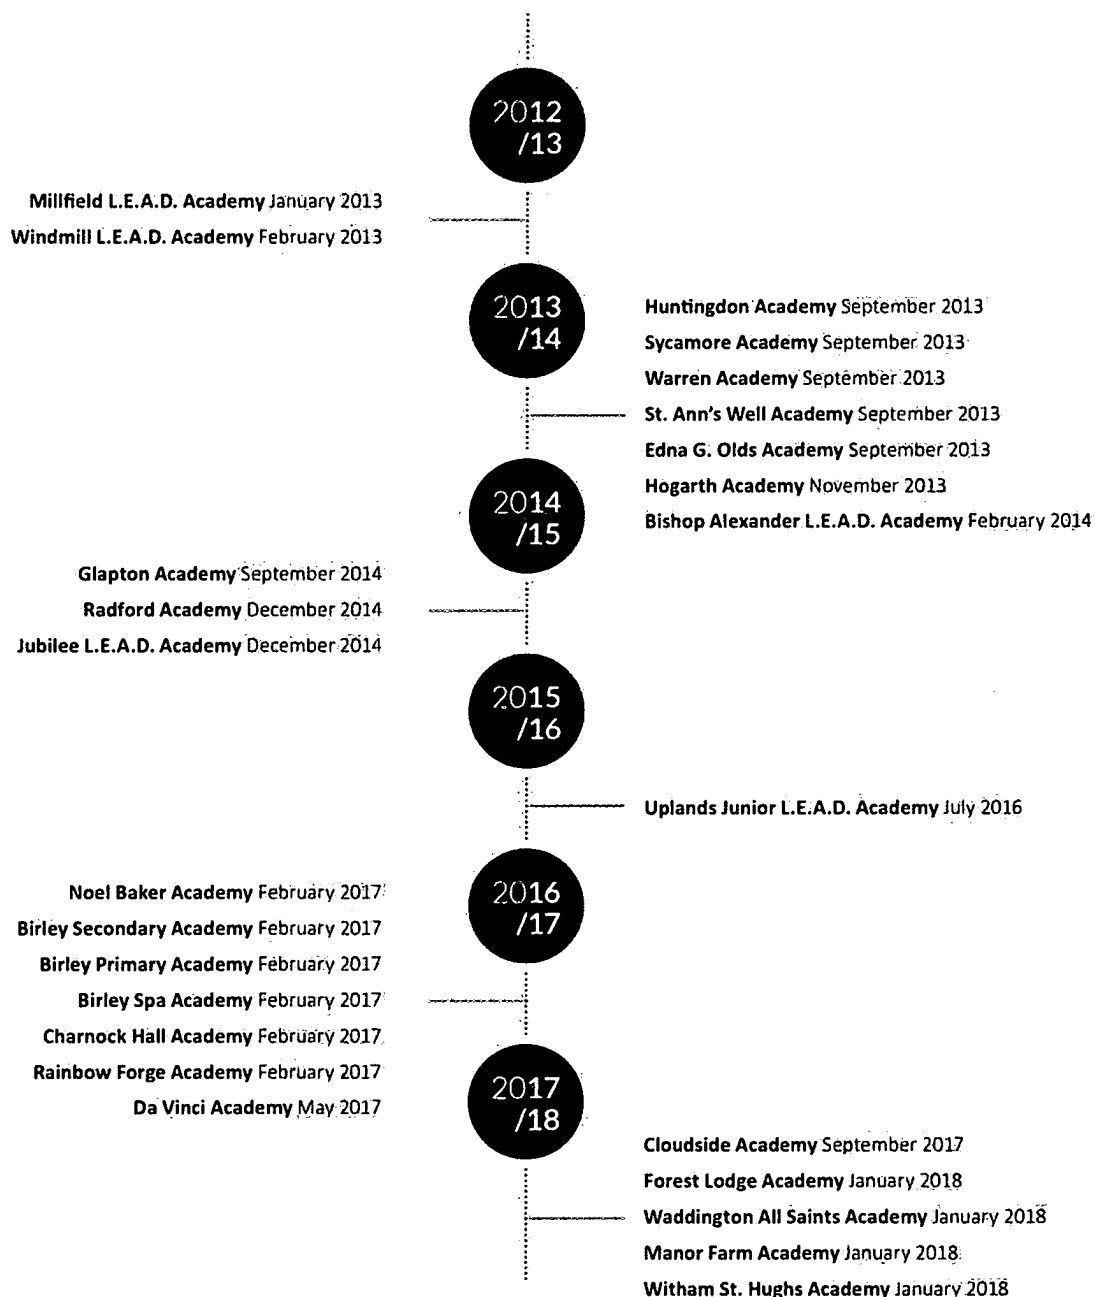 2012
/13
Millfield L.E.A.D. Academy January 2013
Windmill L.E.A.D. Academy February 2013
2013
/14
Huntingdon Academy September 2013
Sycamore Academy September 2013
Warren Academy September 2013
St. Ann's Well Academy September 2013
Edna G. Olds Academy September 2013
Hogarth Academy November 2013
Bishop Alexander L.E.A.D. Academy February 2014
2014
/15
Glapton Academy September 2014
Radford Academy December 2014
Jubilee L.E.A.D. Academy December 2014
2015
/16
Uplands Junior L.E.A.D. Academy July 2016
2016
/17
Noel Baker Academy February 2017
Birley Secondary Academy February 2017
Birley Primary Academy February 2017
Birley Spa Academy February 2017
Charnock Hall Academy February 2017
Rainbow Forge Academy February 2017
Da Vinci Academy May 2017
2017
/18
Cloudside Academy September 2017
Forest Lodge Academy January 2018
Waddington All Saints Academy January 2018
Manor Farm Academy January 2018
Witham St. Hughs Academy January 2018